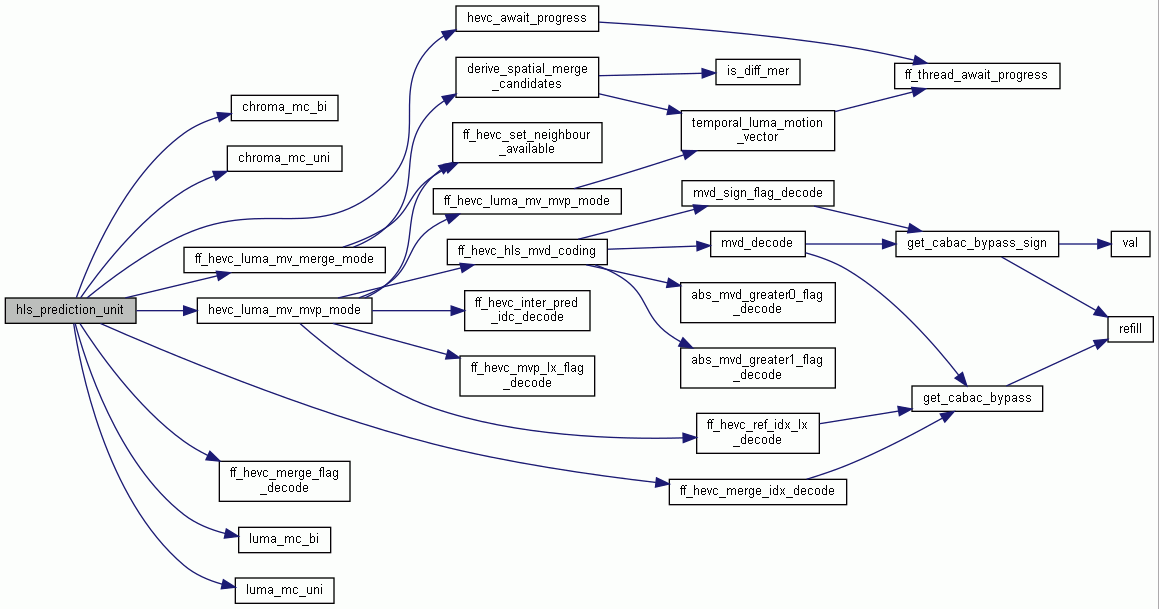 hls_prediction_unit
chroma_mc_bi
chroma_mc_uni
ff_hevc_luma_mv_merge_mode
hevc_luma_mv_mvp_mode
ff_hevc_merge_flag
_decode
luma_mc_bi
luma_mc_uni
hevc_await_progress
derive_spatial_merge
_candidates
ff_hevc_set_neighbour
_available
ff_hevc_luma_mv_mvp_mode
ff_hevc_hls_mvd_coding
ff_hevc_inter_pred
_idc_decode
ff_hevc_mvp_lx_flag
_decode
is_diff_mer
temporal_luma_motion
_vector
mvd_sign_flag_decode
mvd_decode
abs_mvd_greater0_flag
_decode
abs_mvd_greater1_flag
_decode
ff_hevc_ref_idx_lx
_decode
ff_hevc_merge_idx_decode
ff_thread_await_progress
get_cabac_bypass_sign
get_cabac_bypass
val
refill